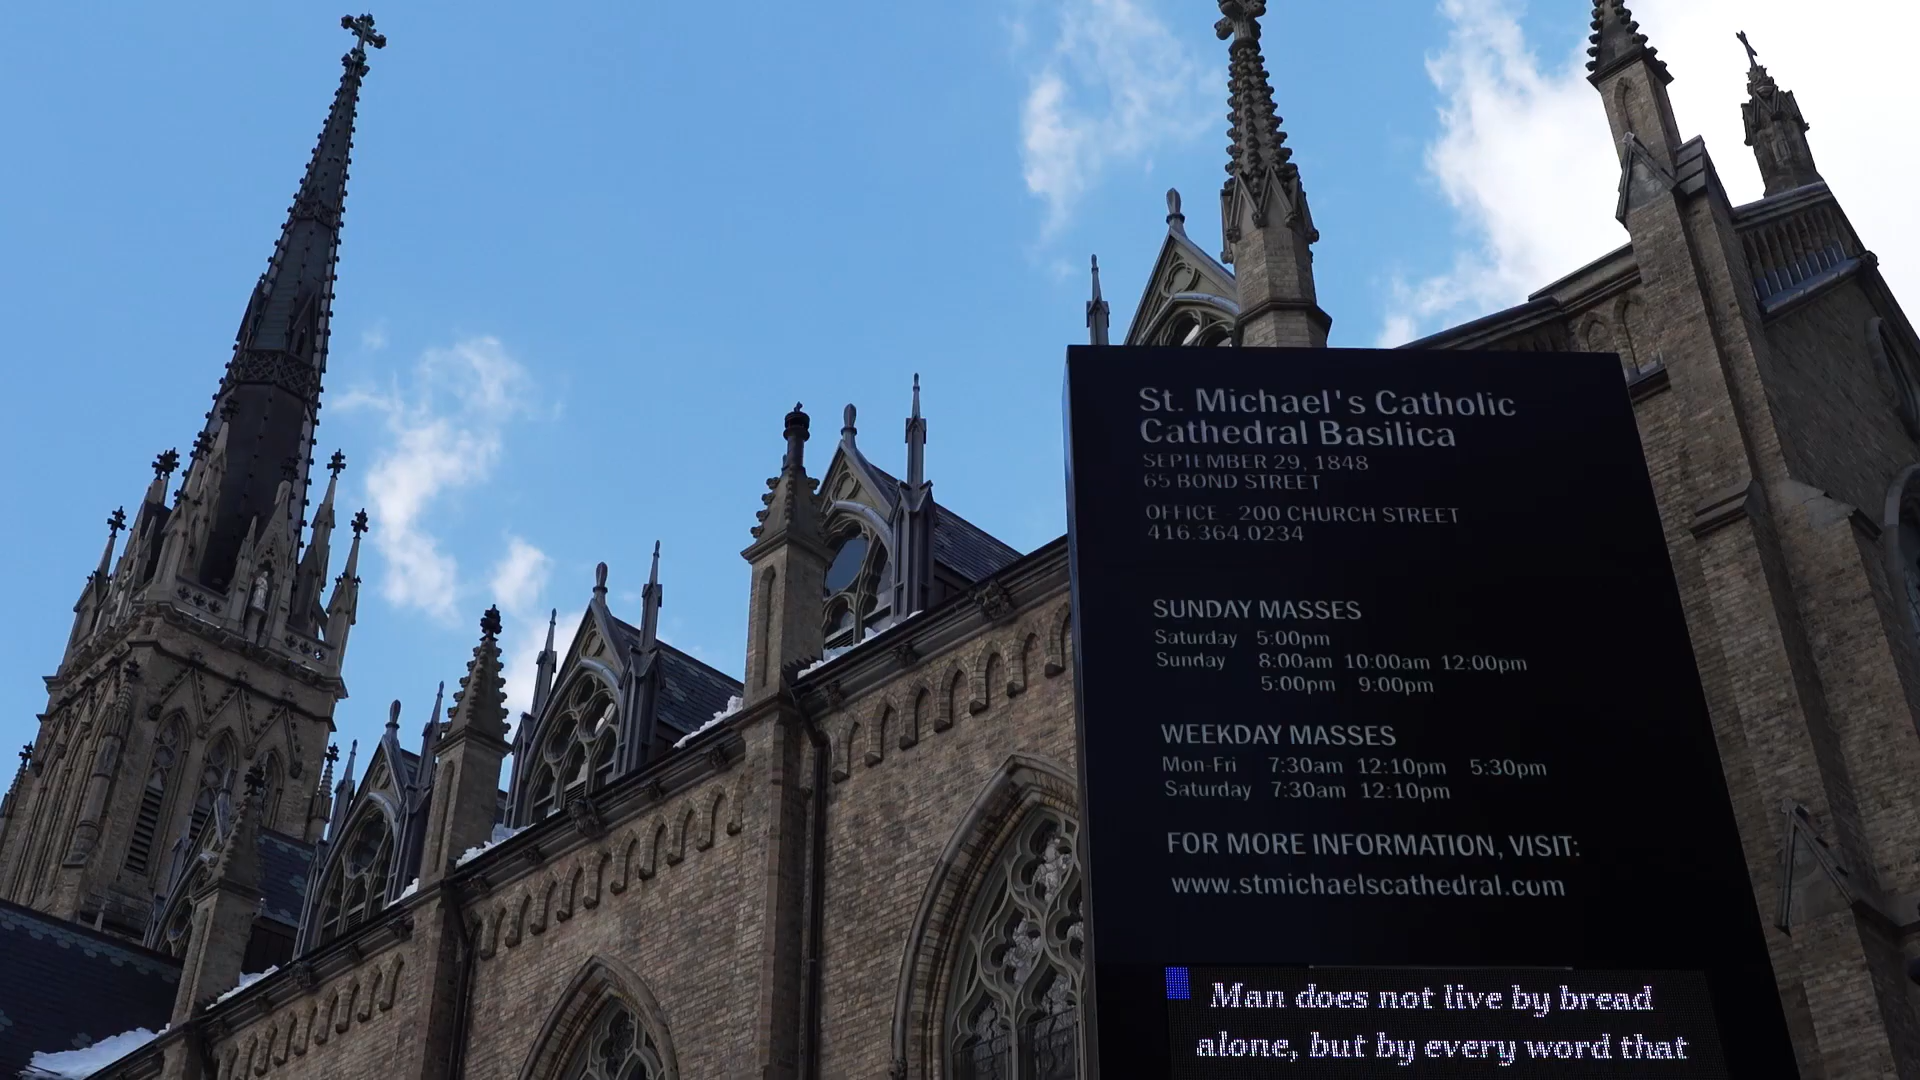 St. Michael's Catholic
Cathedral Basilica
SEPTEMBER 29, 1848
65 BOND STREET
OFFICE - 200 CHURCH STREET
416.364.0234
SUNDAY MASSES
Saturday 5:00pm
Sunday 8:00am 10:00am 12:00pm
5:00pm 9:00pm
WEEKDAY MASSES
Mon-Fri 7:30am 12:10pm 5:30pm
Saturday 7:30am 12:10pm
FOR MORE INFORMATION, VISIT:
www.stmichaelscathedral.com
Man does not live by bread
alone, but by every word that